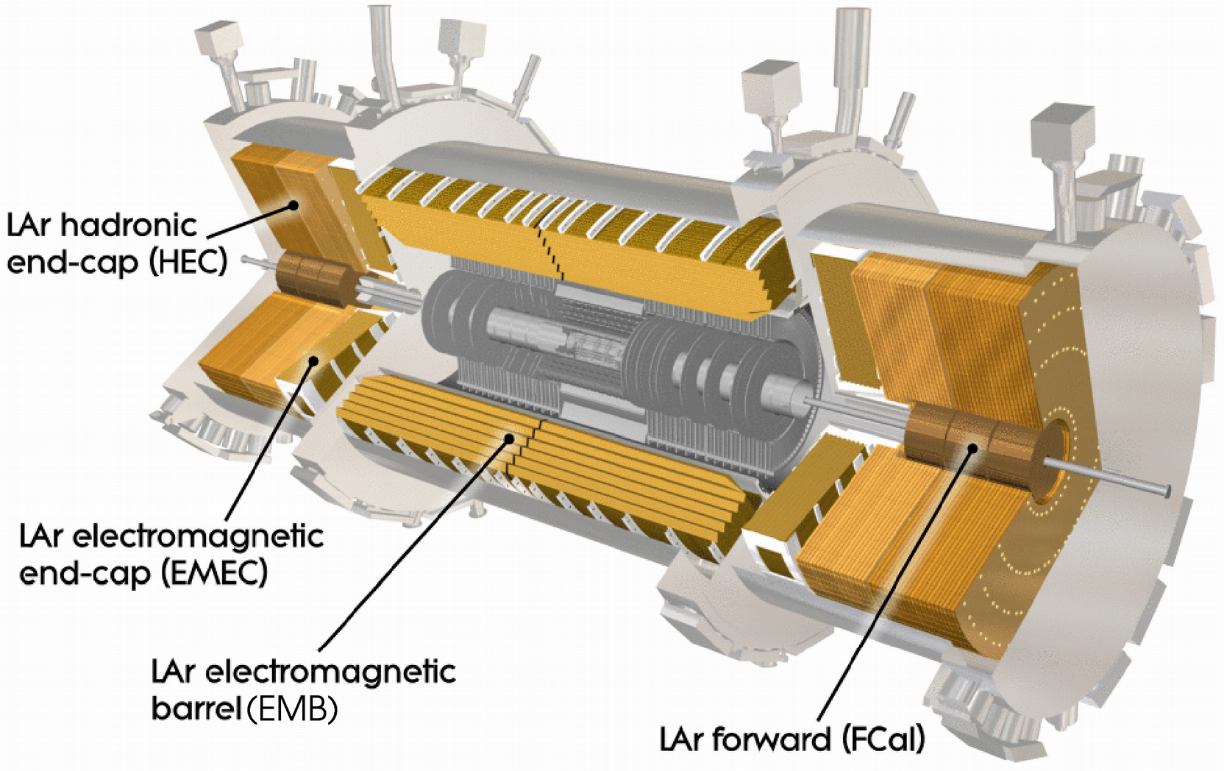 LAr hadronic
end-cap (HEC)
LAr electromagnetic
end-cap (EMEC)
LAr electromagnetic
barrel (EMB)
LAr forward (FCal)